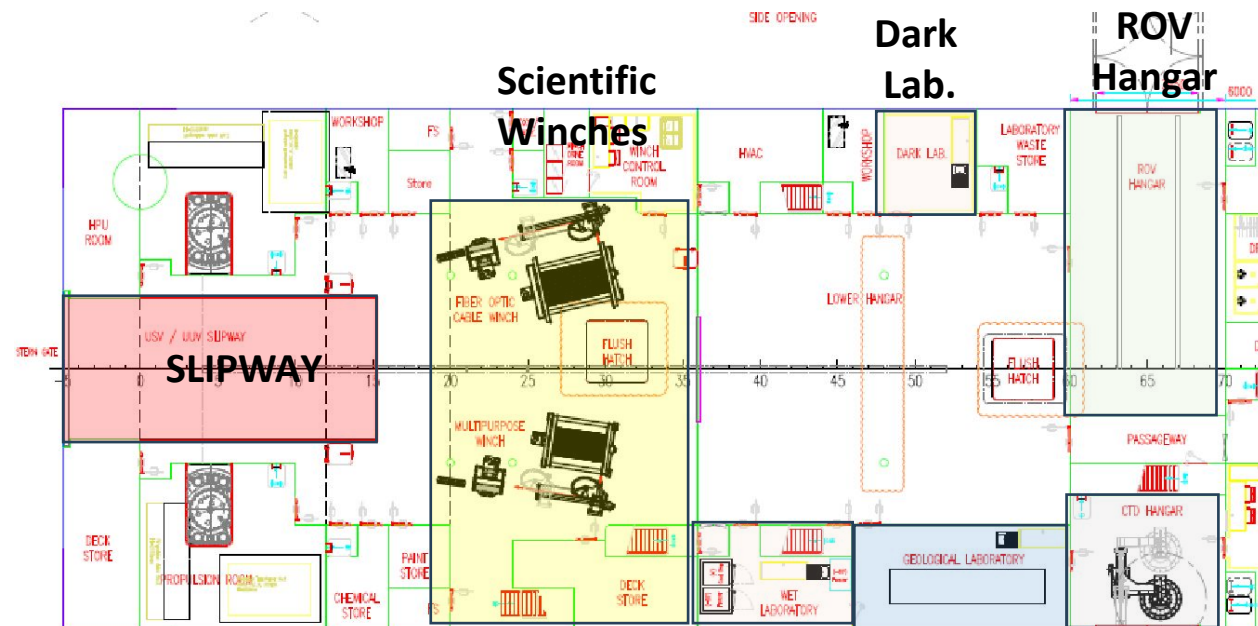 SIDE OPENING
Dark
Lab.
ROV
Hangar
Scientific
Winches
6000
WORKSHOP
FS
Store
WINCH
CONTROL
ROOM
HVAC
WORKSHOP
DARK LAB.
LABORATORY
WASTE
STORE
ROV
HANGAR
HPU
ROOM
FIBER OPTIC
CABLE WINCH
LOWER HANGAR
USV / UUV SLIPWAY
FLUSH
HATCH
FLUSH
HATCH
STERN GATE
SLIPWAY
-5 0 5 10 15 20 25 30 35 40 45 50 55 60 65 70
MULTIPURPOSE
WINCH
PASSAGEWAY
CTD HANGAR
DECK
STORE
PROPULSION ROOM
PAINT
STORE
CHEMICAL
STORE
FS
DECK
STORE
WET
LABORATORY
GEOLOGICAL LABORATORY